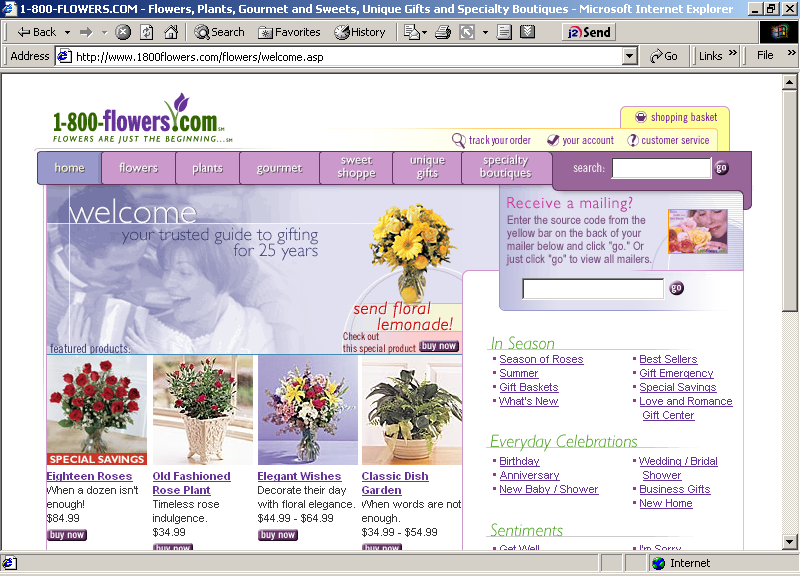 1-800-FLOWERS.COM - Flowers, Plants, Gourmet and Sweets, Unique Gifts and Specialty Boutiques - Microsoft Internet Explorer
Back Search Favorites History j2 Send
Address http://www.1800flowers.com/flowers/welcome.asp Go Links » File »
1-800-flowers.com SM
FLOWERS ARE JUST THE BEGINNING... SM
shopping basket
track your order your account customer service
home flowers plants gourmet sweet shoppe unique gifts specialty boutiques search: go
welcome
your trusted guide to gifting
for 25 years
Receive a mailing?
Enter the source code from the
yellow bar on the back of your
mailer below and click "go." Or
just click "go" to view all mailers.
go
send floral
lemonade!
Check out
this special product buy now
featured products:
SPECIAL SAVINGS
Eighteen Roses
When a dozen isn't
enough!
$84.99
buy now
Old Fashioned
Rose Plant
Timeless rose
indulgence.
$34.99
buy now
Elegant Wishes
Decorate their day
with floral elegance.
$44.99 - $64.99
buy now
Classic Dish
Garden
When words are not
enough.
$34.99 - $54.99
buy now
In Season
Season of Roses
Summer
Gift Baskets
What's New
Best Sellers
Gift Emergency
Special Savings
Love and Romance
Gift Center
Everyday Celebrations
Birthday
Anniversary
New Baby / Shower
Wedding / Bridal
Shower
Business Gifts
New Home
Sentiments
Get Well
I'm Sorry
Internet